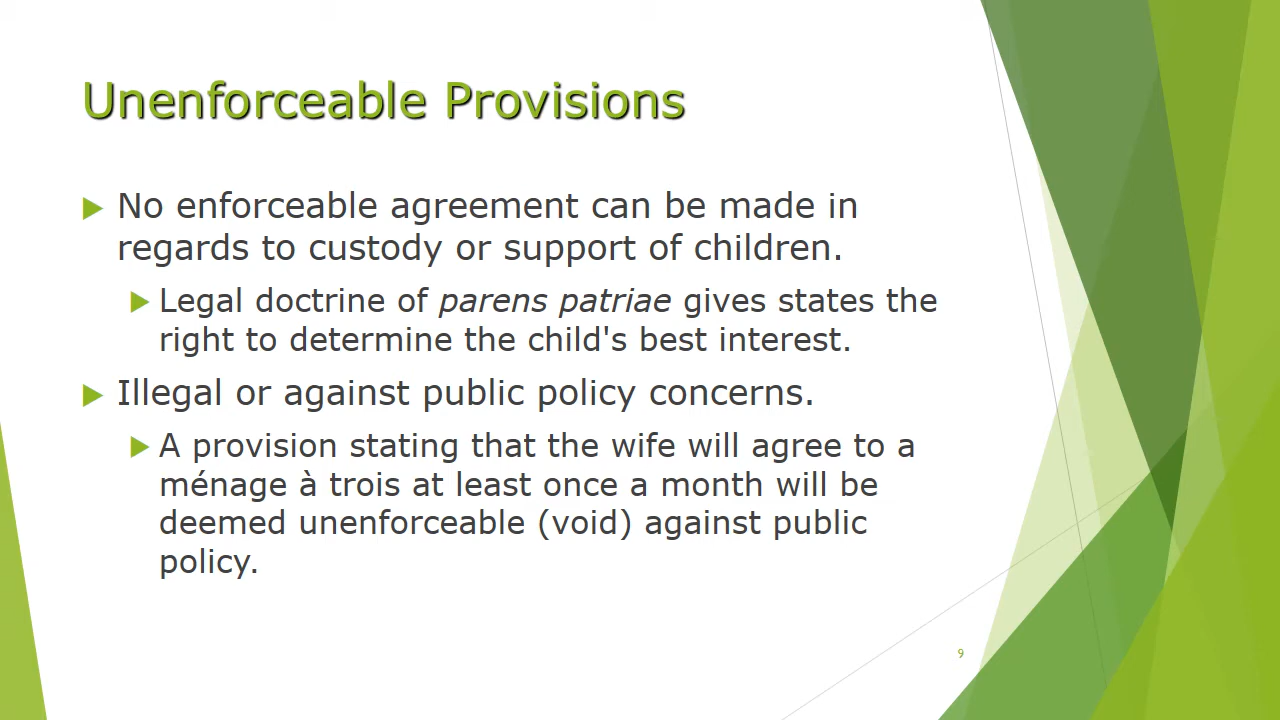 Unenforceable Provisions
No enforceable agreement can be made in
regards to custody or support of children.
Legal doctrine of parens patriae gives states the
right to determine the child's best interest.
Illegal or against public policy concerns.
A provision stating that the wife will agree to a
ménage à trois at least once a month will be
deemed unenforceable (void) against public
policy.
9